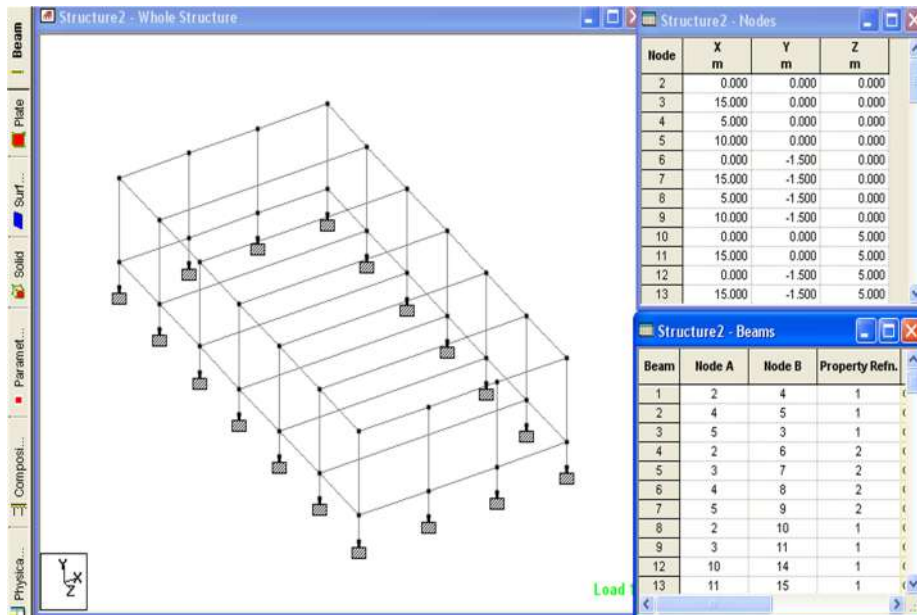 Structure2 - Whole Structure
Beam
Plate
Surf...
Solid
Paramet...
Composi...
Physica...
Y
X
Z
Load
Structure2 - Nodes
Node X m Y m Z m
2 0.000 0.000 0.000
3 15.000 0.000 0.000
4 5.000 0.000 0.000
5 10.000 0.000 0.000
6 0.000 -1.500 0.000
7 15.000 -1.500 0.000
8 5.000 -1.500 0.000
9 10.000 -1.500 0.000
10 0.000 0.000 5.000
11 15.000 0.000 5.000
12 0.000 -1.500 5.000
13 15.000 -1.500 5.000
Structure2 - Beams
Beam Node A Node B Property Refn.
1 2 4 1
2 4 5 1
3 5 3 1
4 2 6 2
5 3 7 2
6 4 8 2
7 5 9 2
8 2 10 1
9 3 11 1
12 10 14 1
13 11 15 1